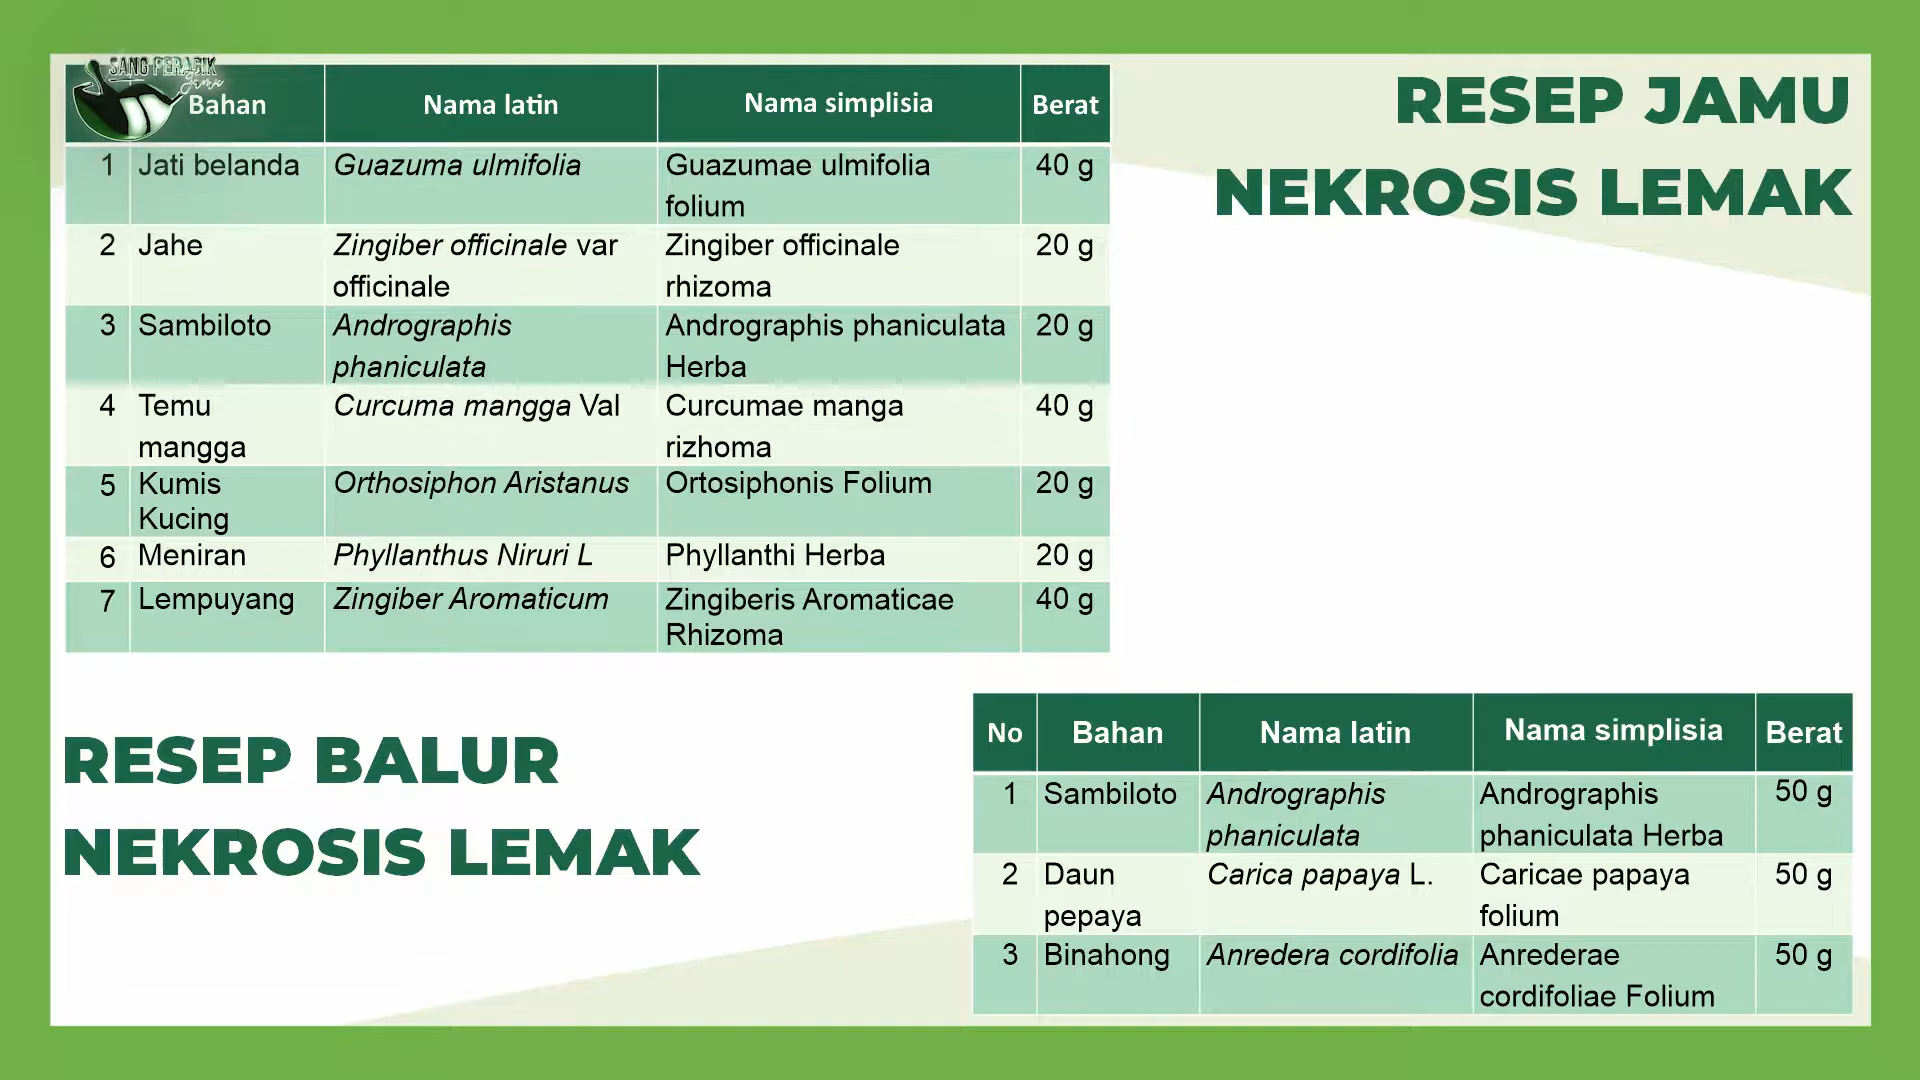 SANG PERACIK
Jamu
RESEP JAMU
NEKROSIS LEMAK
Bahan Nama latin Nama simplisia Berat
1 Jati belanda Guazuma ulmifolia Guazumae ulmifolia 40 g
folium
2 Jahe Zingiber officinale var Zingiber officinale 20 g
officinale rhizoma
3 Sambiloto Andrographis Andrographis phaniculata 20 g
phaniculata Herba
4 Temu Curcuma mangga Val Curcumae manga 40 g
mangga rizhoma
5 Kumis Orthosiphon Aristanus Ortosiphonis Folium 20 g
Kucing
6 Meniran Phyllanthus Niruri L Phyllanthi Herba 20 g
7 Lempuyang Zingiber Aromaticum Zingiberis Aromaticae 40 g
Rhizoma
RESEP BALUR
NEKROSIS LEMAK
No Bahan Nama latin Nama simplisia Berat
1 Sambiloto Andrographis Andrographis 50 g
phaniculata phaniculata Herba
2 Daun Carica papaya L. Caricae papaya 50 g
pepaya folium
3 Binahong Anredera cordifolia Anrederae 50 g
cordifoliae Folium